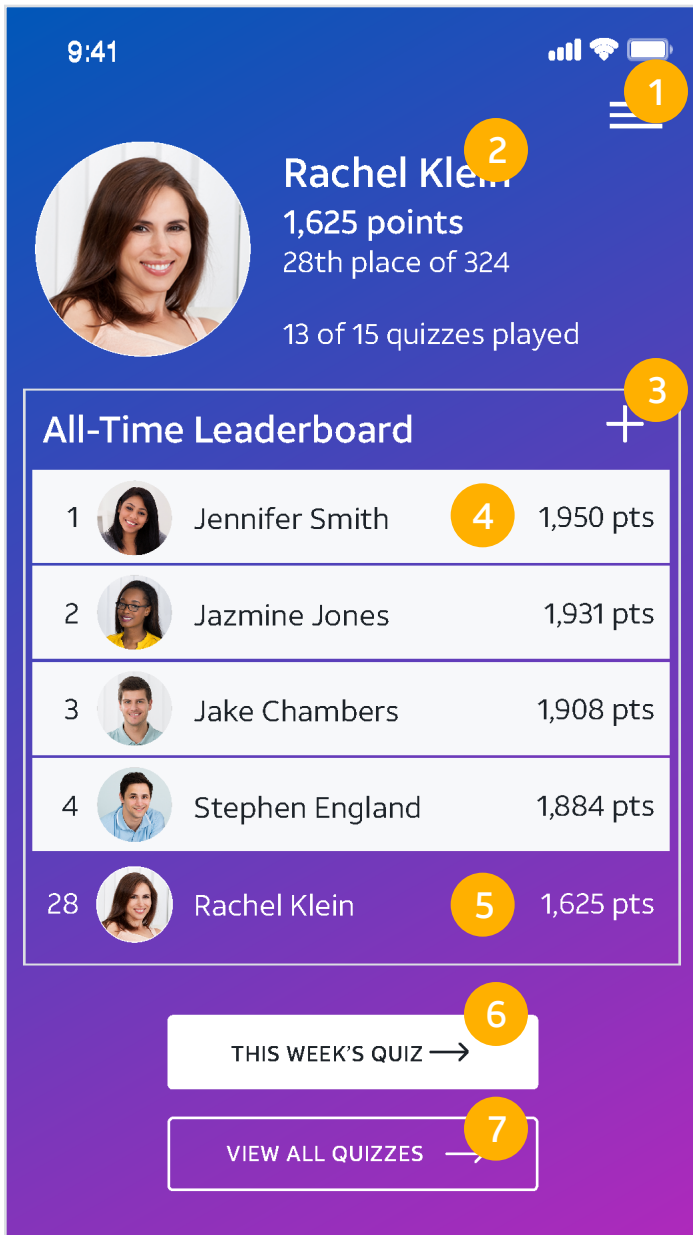 9:41
1
2
Rachel Klein
1,625 points
28th place of 324
13 of 15 quizzes played
3
All-Time Leaderboard
1 Jennifer Smith 4 1,950 pts
2 Jazmine Jones 1,931 pts
3 Jake Chambers 1,908 pts
4 Stephen England 1,884 pts
28 Rachel Klein 5 1,625 pts
6
THIS WEEK'S QUIZ
7
VIEW ALL QUIZZES